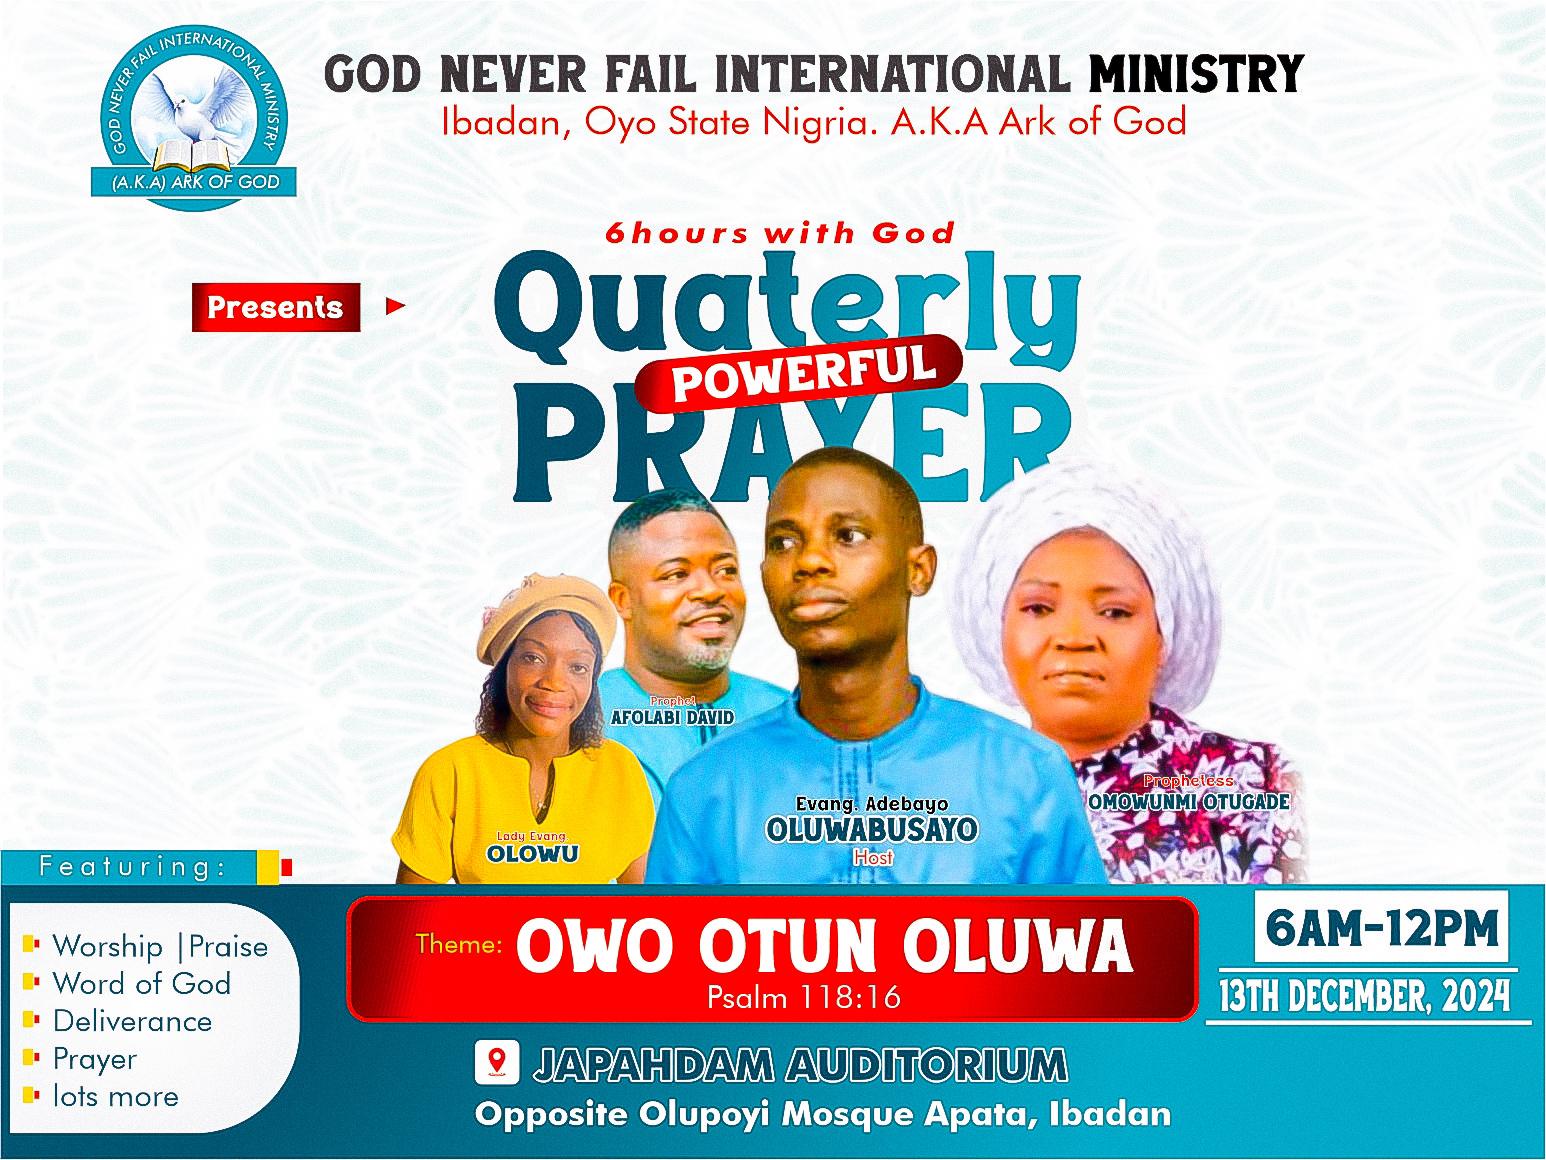 GOD NEVER FAIL INTERNATIONAL MINISTRY
(A.K.A) ARK OF GOD
GOD NEVER FAIL INTERNATIONAL MINISTRY
Ibadan, Oyo State Nigria. A.K.A Ark of God
6hours with God
Presents
Quaterly
POWERFUL
PRAYER
Prophet
AFOLABI DAVID
Propheless
OMOWUNMI OTUGADE
Evang. Adebayo
OLUWABUSAYO
Host
Lady Evang.
OLOWU
Featuring:
Worship |Praise
Word of God
Deliverance
Prayer
lots more
Theme: OWO OTUN OLUWA
Psalm 118:16
6AM-12PM
13TH DECEMBER, 2024
JAPAHDAM AUDITORIUM
Opposite Olupoyi Mosque Apata, Ibadan